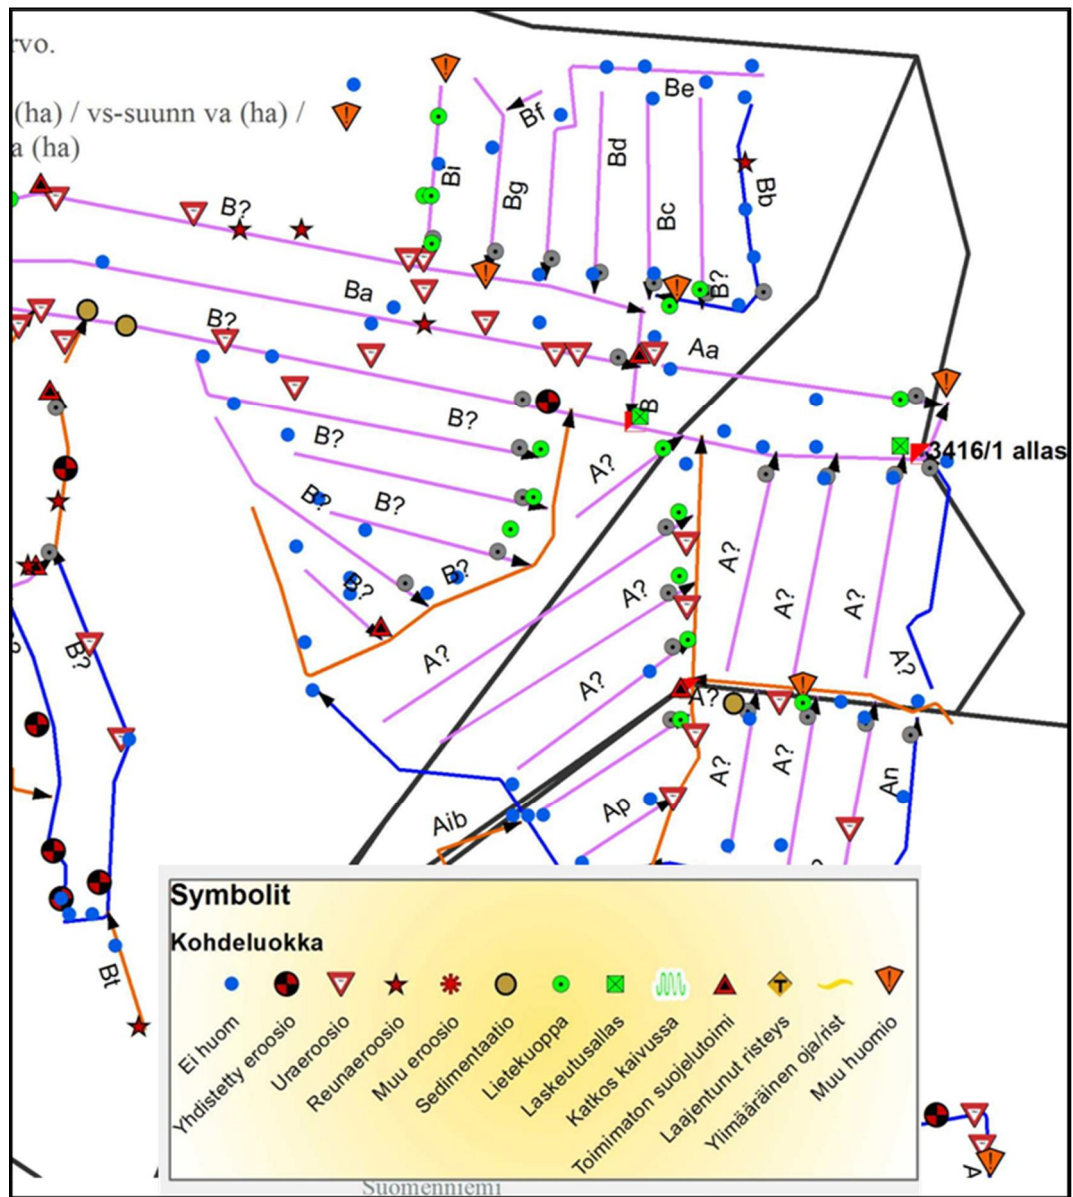 rvo.
(ha) / vs-suunn va (ha) /
a (ha)
Be
Bf
Bd
Bi
Bg
Bb
Bc
B?
B?
Ba
B?
Aa
B
B?
B?
A?
3416/1 allas
B?
B?
B?
B?
A?
A?
A?
A?
B?
A?
A?
A?
A?
A?
A?
An
Ap
Aib
Bt
Symbolit
Kohdeluokka
Ei huom
Yhdistetty eroosio
Uraeroosio
Reunaeroosio
Muu eroosio
Sedimentaatio
Lietekuoppa
Laskeutusallas
Katkos kaivussa
Toimimaton suojelutoimi
Laajentunut risteys
Ylimääräinen oja/rist
Muu huomio
A
Suomenniemi